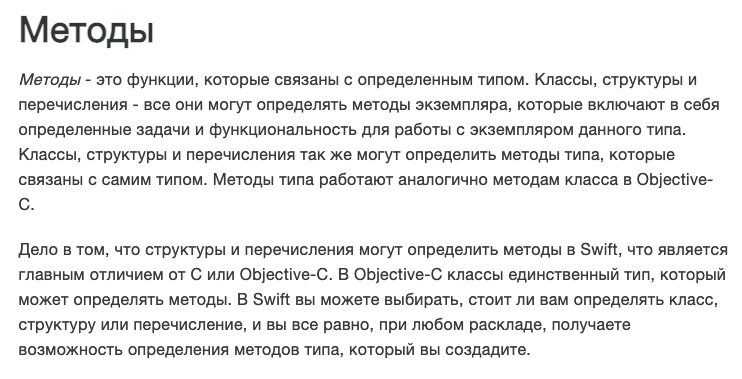 Методы
Методы - это функции, которые связаны с определенным типом. Классы, структуры и
перечисления - все они могут определять методы экземпляра, которые включают в себя
определенные задачи и функциональность для работы с экземпляром данного типа.
Классы, структуры и перечисления так же могут определить методы типа, которые
связаны с самим типом. Методы типа работают аналогично методам класса в Objective-
C.
Дело в том, что структуры и перечисления могут определить методы в Swift, что является
главным отличием от C или Objective-C. В Objective-C классы единственный тип, который
может определять методы. В Swift вы можете выбирать, стоит ли вам определять класс,
структуру или перечисление, и вы все равно, при любом раскладе, получаете
возможность определения методов типа, который вы создадите.